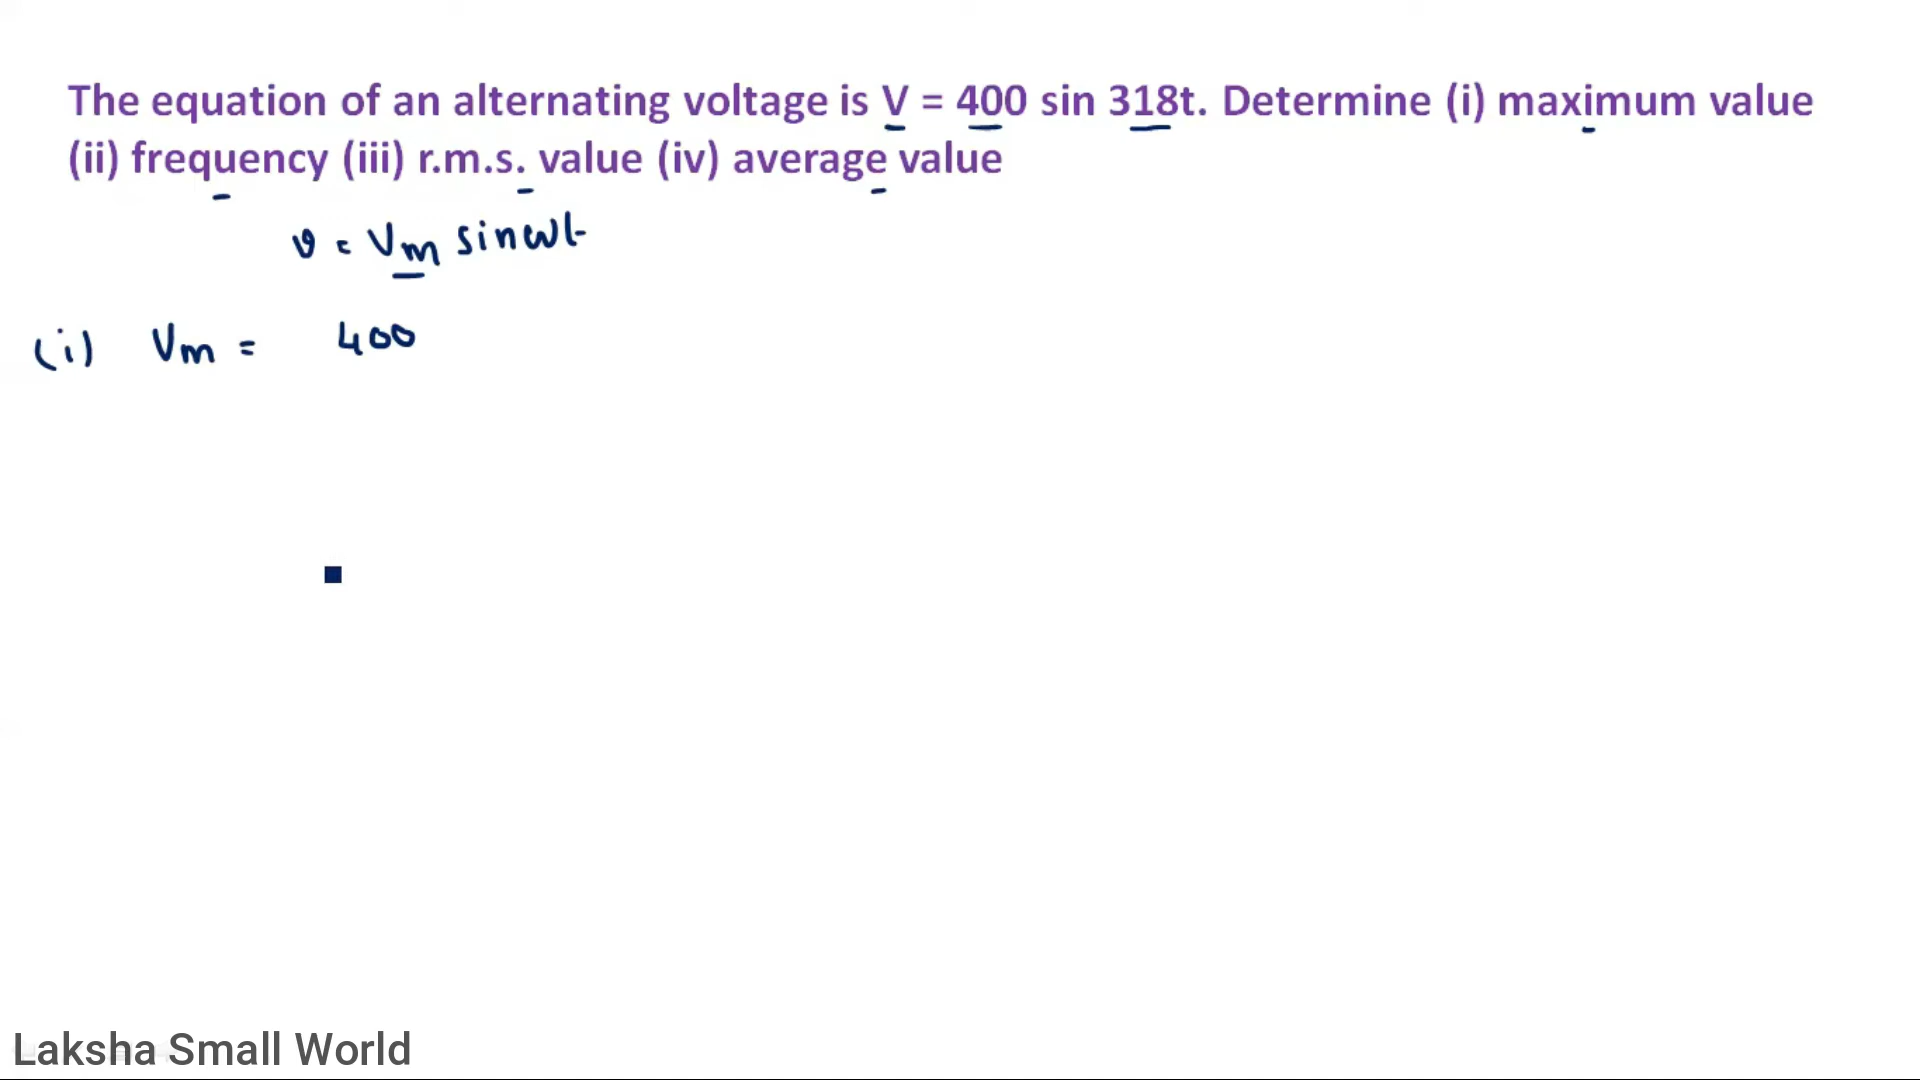 The equation of an alternating voltage is V = 400 sin 318t. Determine (i) maximum value
(ii) frequency (iii) r.m.s. value (iv) average value
v = Vm sinωt
(i) Vm = 400
Laksha Small World